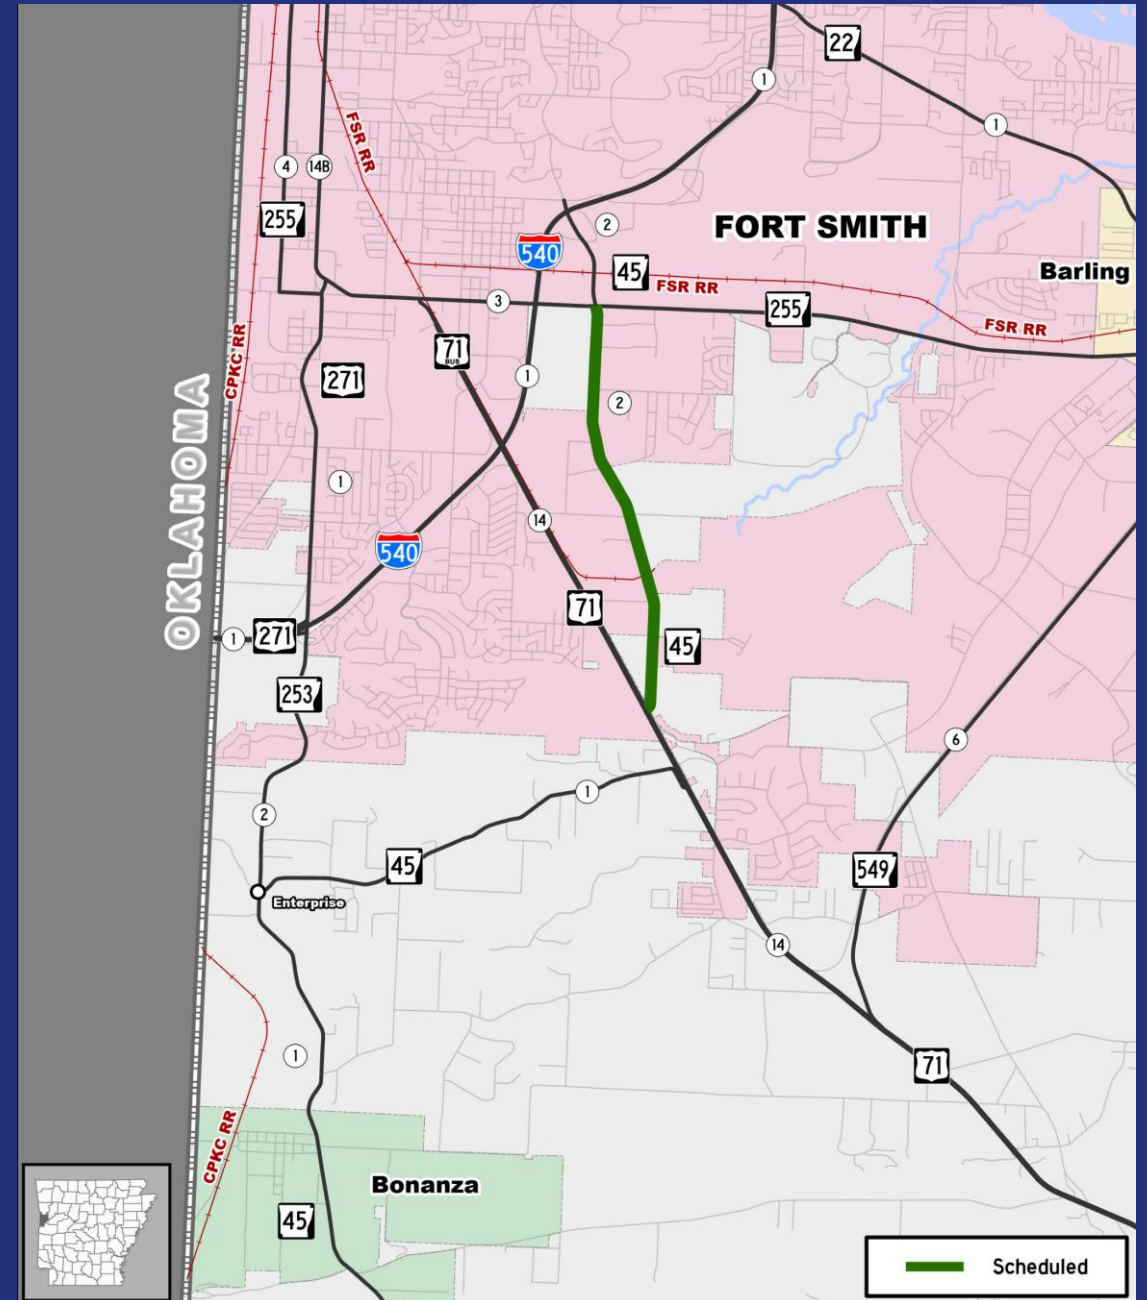 22
1
1
FSR RR
4
14B
255
2
FORT SMITH
540
45
FSR RR
Barling
3
255
FSR RR
CPKC RR
71
BUS
271
1
2
OKLAHOMA
1
14
540
71
1
271
45
253
6
1
2
45
549
Enterprise
14
1
71
CPKC RR
Bonanza
45
Scheduled